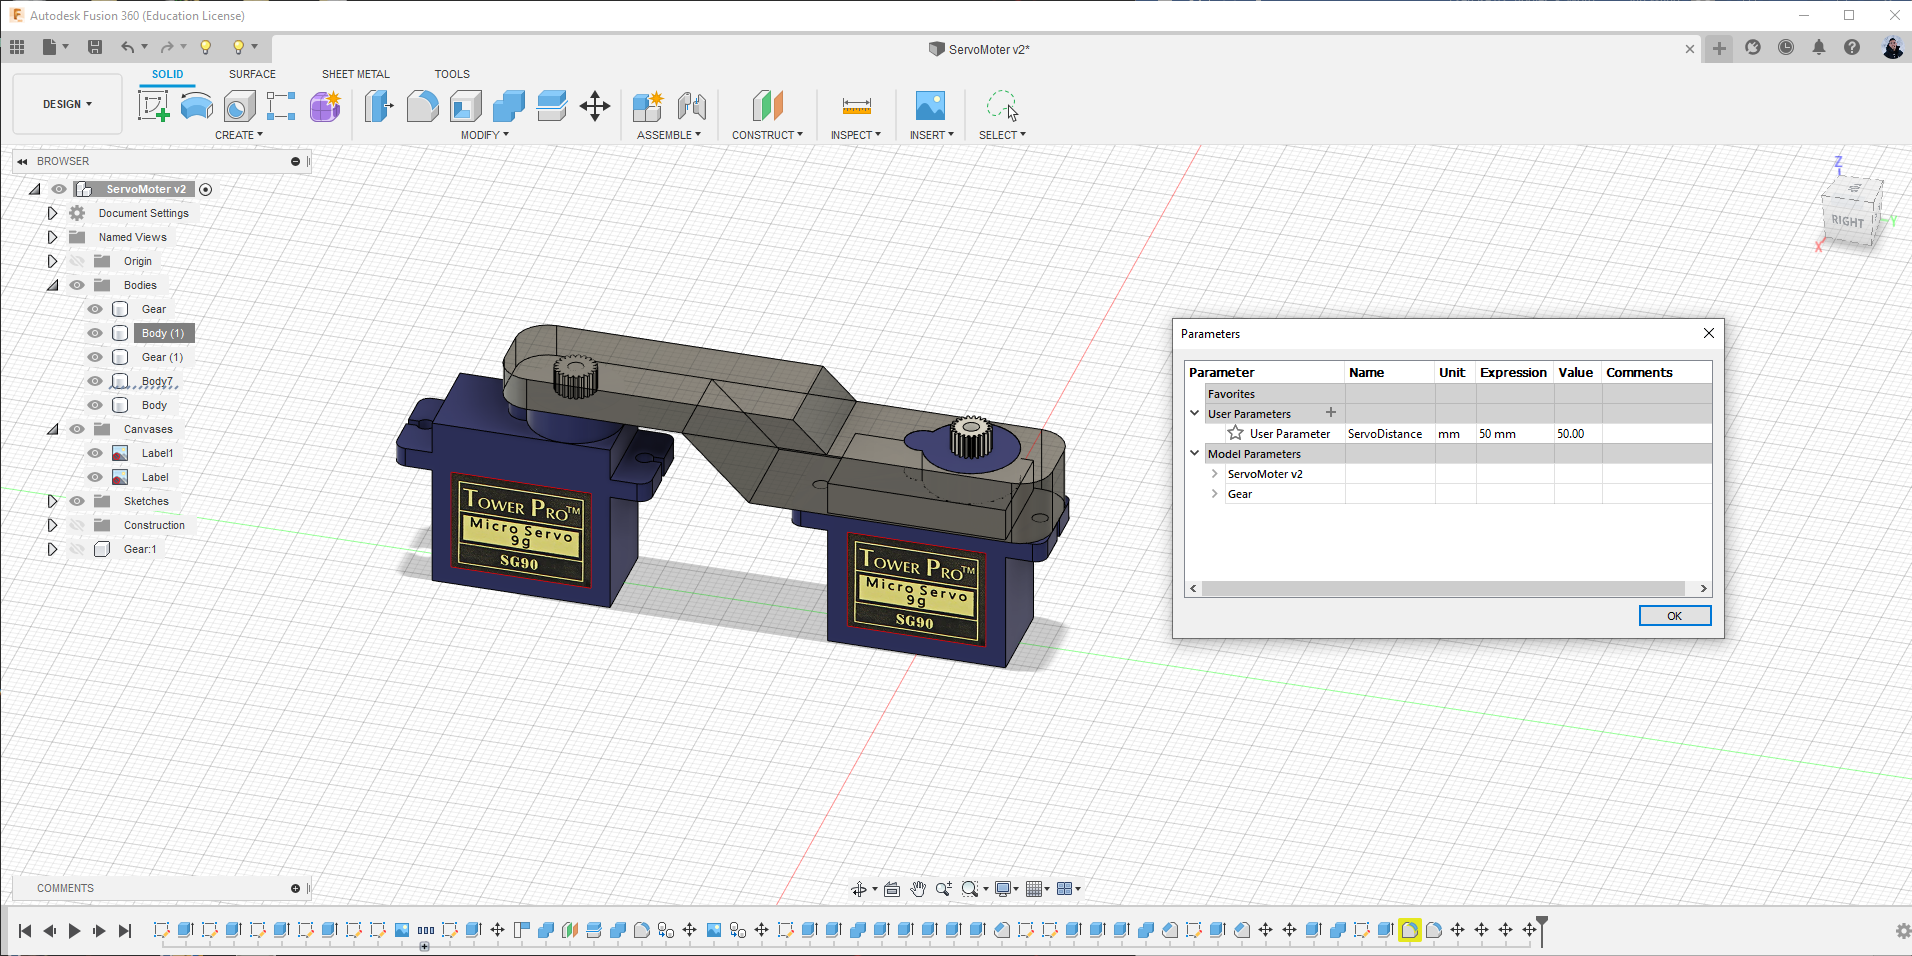 Autodesk Fusion 360 (Education License)
ServoMoter v2*
SOLID SURFACE SHEET METAL TOOLS
DESIGN
CREATE MODIFY ASSEMBLE CONSTRUCT INSPECT INSERT SELECT
BROWSER
ServoMoter v2
Document Settings
Named Views
Origin
Bodies
Gear
Body (1)
Gear (1)
Body7
Body
Canvases
Label1
Label
Sketches
Construction
Gear:1
TOWER PRO™
Micro Servo
9g
SG90
TOWER PRO™
Micro Servo
9g
SG90
Z
Y
X
RIGHT
Parameters
Parameter Name Unit Expression Value Comments
Favorites
User Parameters
User Parameter ServoDistance mm 50 mm 50.00
Model Parameters
ServoMoter v2
Gear
OK
COMMENTS